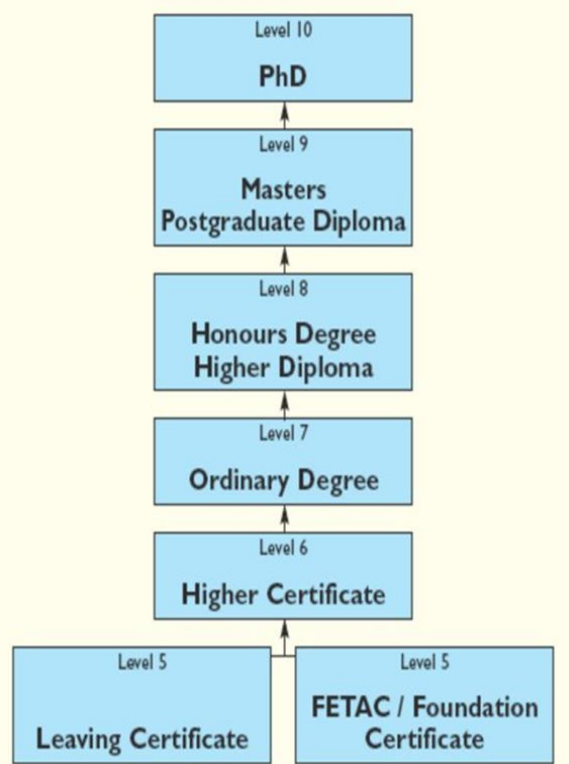 Level 10
PhD
Level 9
Masters
Postgraduate Diploma
Level 8
Honours Degree
Higher Diploma
Level 7
Ordinary Degree
Level 6
Higher Certificate
Level 5
Leaving Certificate
Level 5
FETAC / Foundation
Certificate